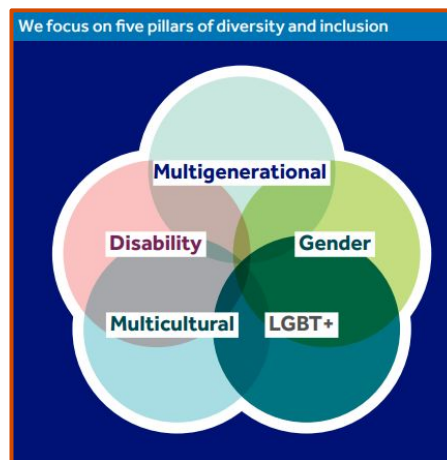 We focus on five pillars of diversity and inclusion
Multigenerational
Disability
Gender
Multicultural
LGBT+